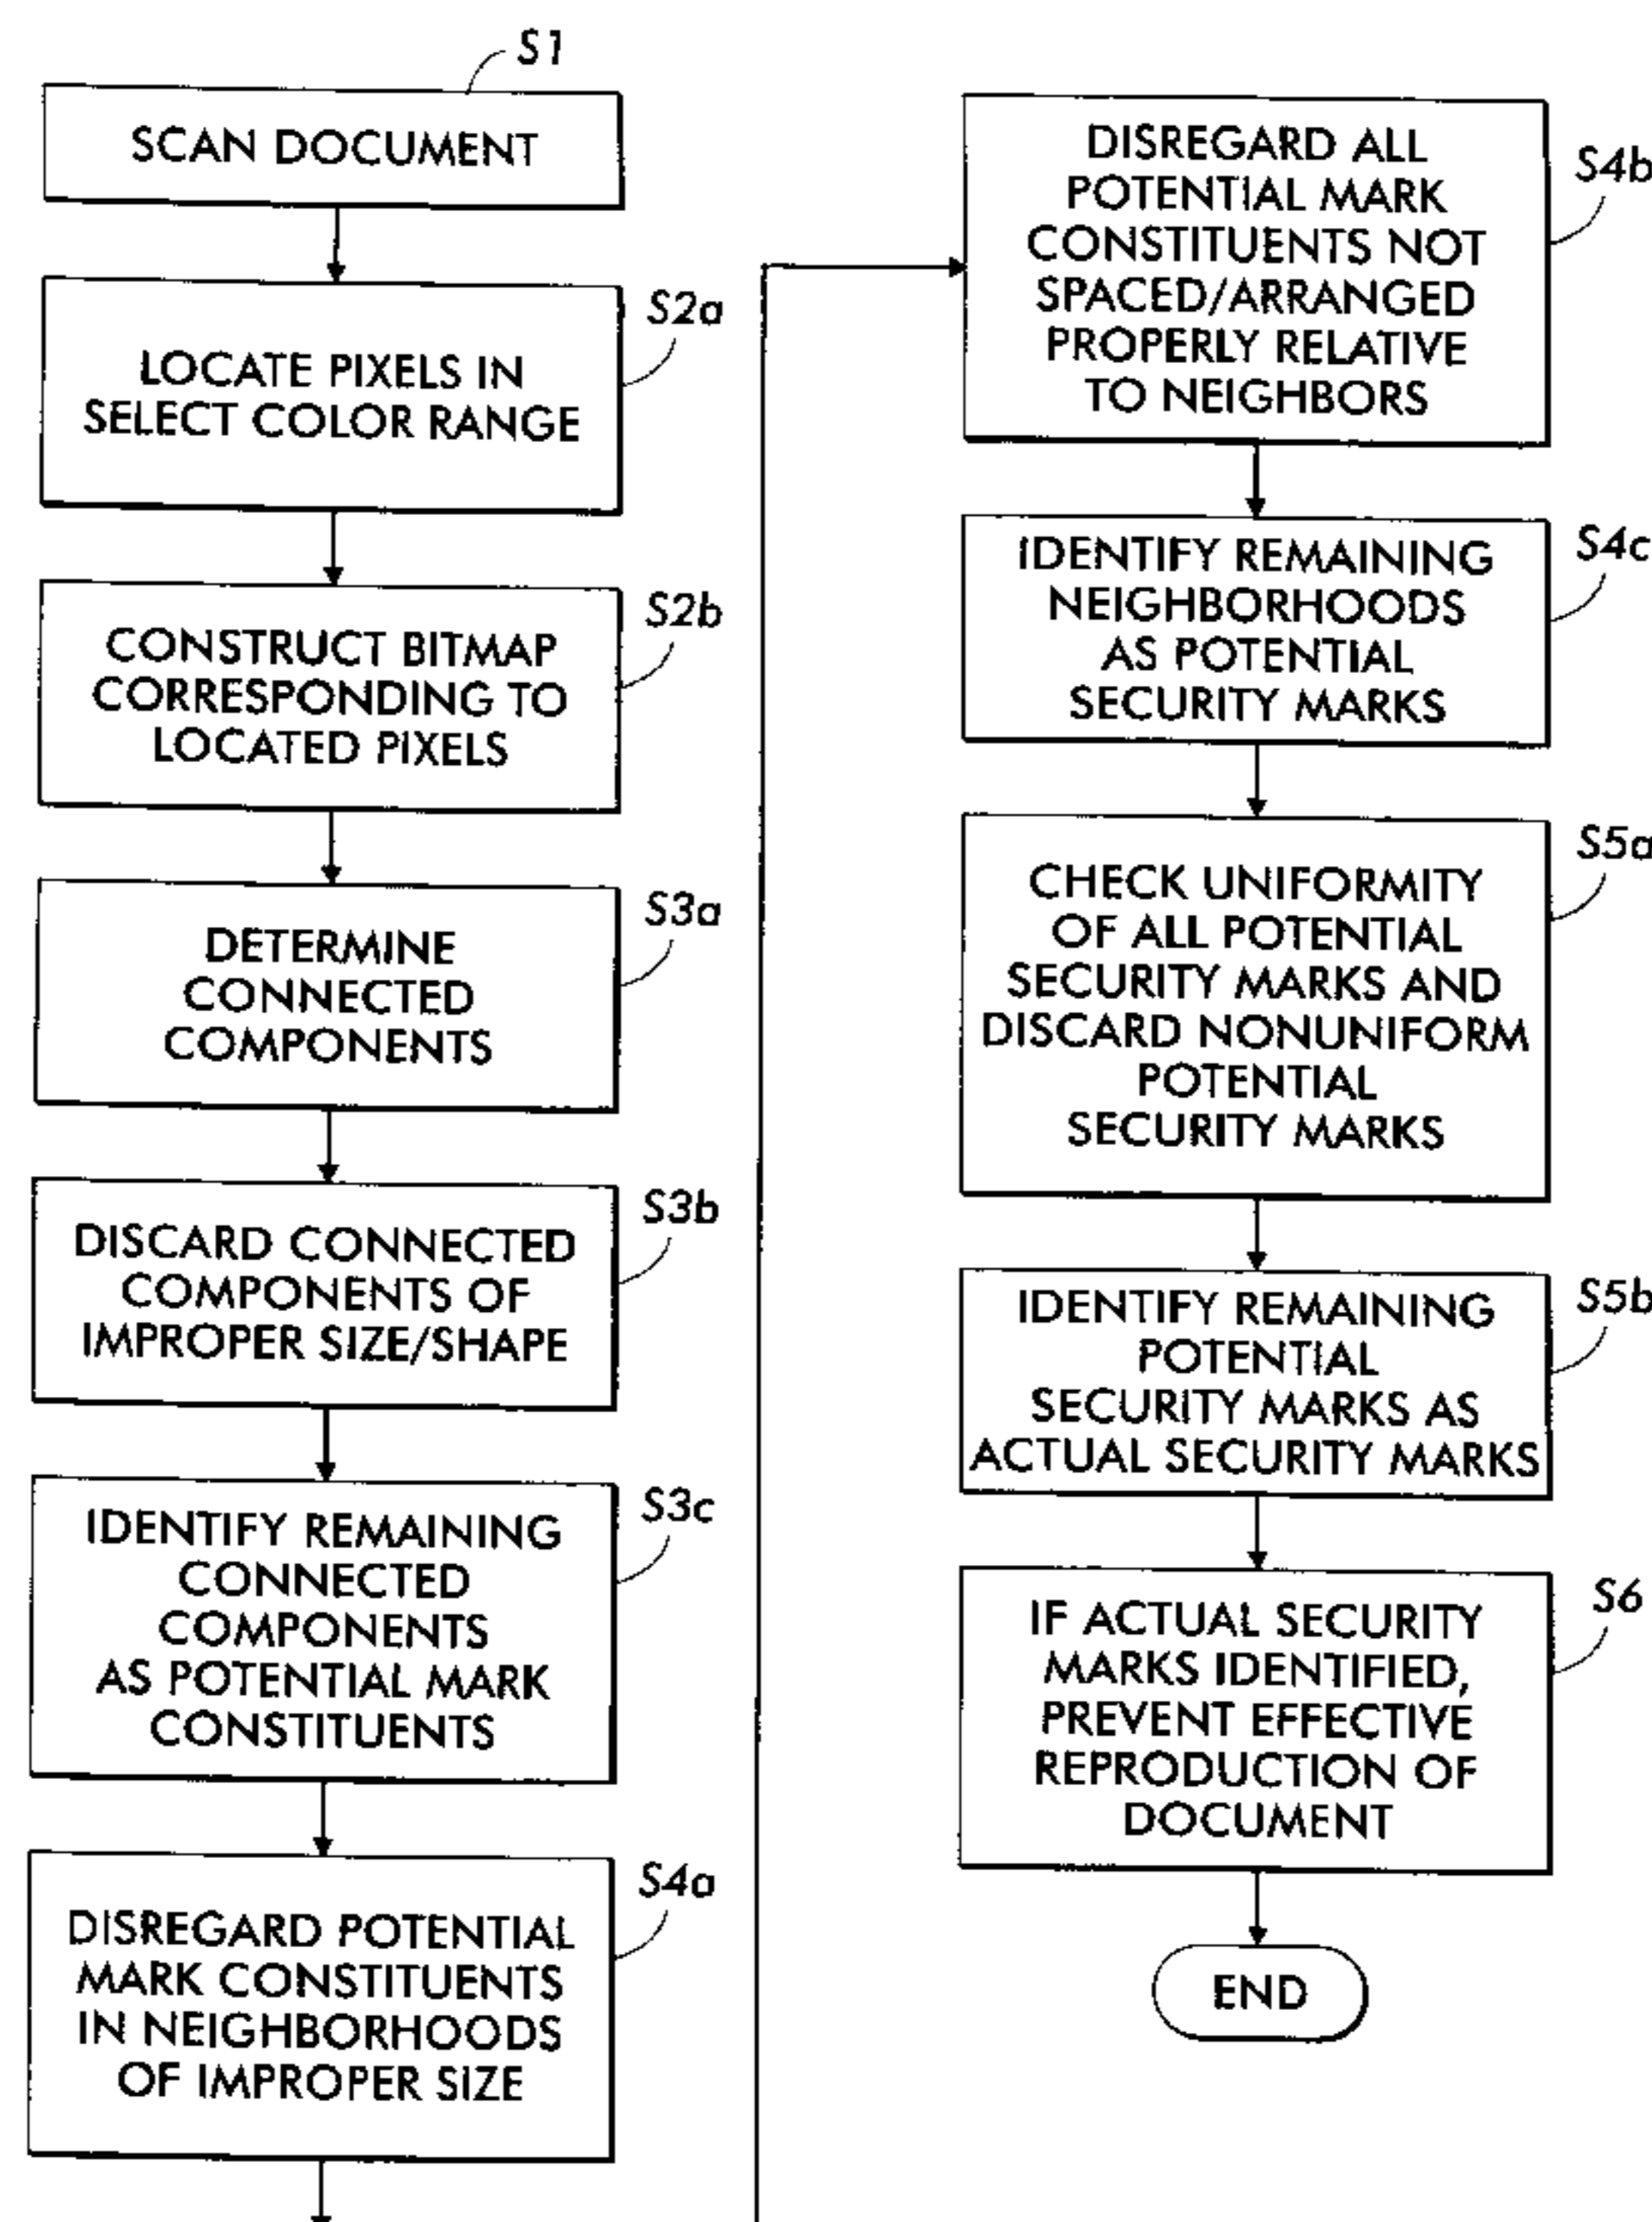 S1
SCAN DOCUMENT
S2a
LOCATE PIXELS IN
SELECT COLOR RANGE
S2b
CONSTRUCT BITMAP
CORRESPONDING TO
LOCATED PIXELS
S3a
DETERMINE
CONNECTED
COMPONENTS
S3b
DISCARD CONNECTED
COMPONENTS OF
IMPROPER SIZE/SHAPE
S3c
IDENTIFY REMAINING
CONNECTED
COMPONENTS
AS POTENTIAL MARK
CONSTITUENTS
S4a
DISREGARD POTENTIAL
MARK CONSTITUENTS
IN NEIGHBORHOODS
OF IMPROPER SIZE
S4b
DISREGARD ALL
POTENTIAL MARK
CONSTITUENTS NOT
SPACED/ARRANGED
PROPERLY RELATIVE
TO NEIGHBORS
S4c
IDENTIFY REMAINING
NEIGHBORHOODS
AS POTENTIAL
SECURITY MARKS
S5a
CHECK UNIFORMITY
OF ALL POTENTIAL
SECURITY MARKS AND
DISCARD NONUNIFORM
POTENTIAL
SECURITY MARKS
S5b
IDENTIFY REMAINING
POTENTIAL
SECURITY MARKS AS
ACTUAL SECURITY MARKS
S6
IF ACTUAL SECURITY
MARKS IDENTIFIED,
PREVENT EFFECTIVE
REPRODUCTION OF
DOCUMENT
END